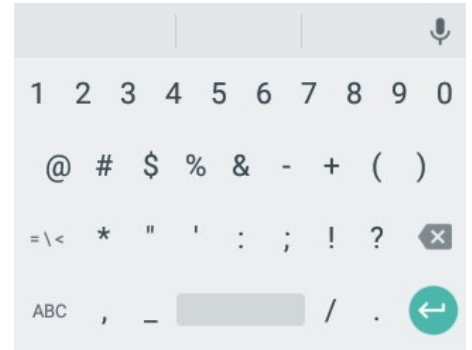 1 2 3 4 5 6 7 8 9 0
@ # $ % & - + ( )
= \ < * " ' : ; ! ?
ABC , _ / .